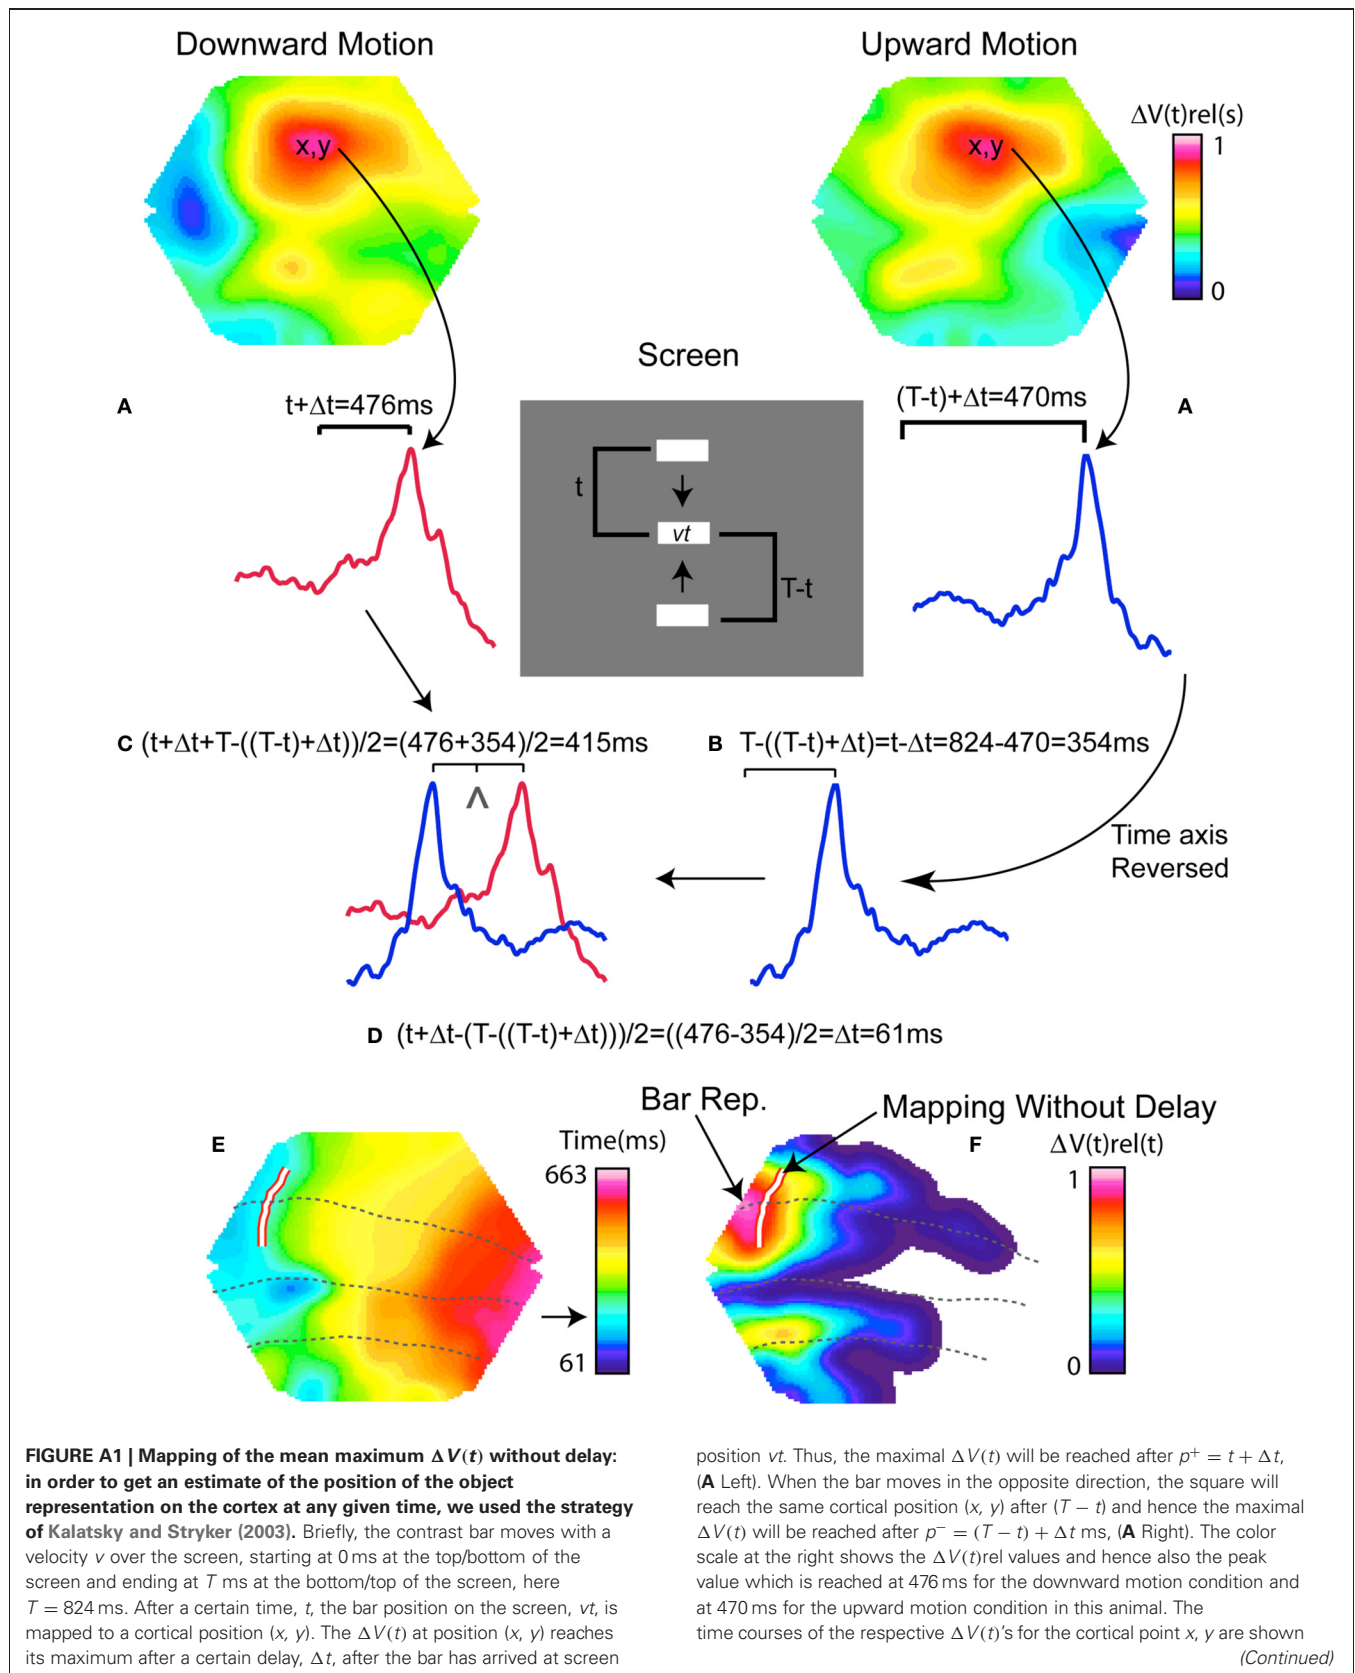 Downward Motion
Upward Motion
ΔV(t)rel(s)
1
0
x,y
x,y
Screen
A
t+Δt=476ms
(T-t)+Δt=470ms
A
t
vt
T-t
C (t+Δt+T-((T-t)+Δt))/2=(476+354)/2=415ms
B T-((T-t)+Δt)=t-Δt=824-470=354ms
Λ
Time axis
Reversed
D (t+Δt-(T-((T-t)+Δt)))/2=((476-354)/2=Δt=61ms
Bar Rep.
Mapping Without Delay
E
Time(ms)
663
61
F
ΔV(t)rel(t)
1
0
FIGURE A1 | Mapping of the mean maximum ΔV(t) without delay:
in order to get an estimate of the position of the object
representation on the cortex at any given time, we used the strategy
of Kalatsky and Stryker (2003). Briefly, the contrast bar moves with a
velocity v over the screen, starting at 0 ms at the top/bottom of the
screen and ending at T ms at the bottom/top of the screen, here
T = 824 ms. After a certain time, t, the bar position on the screen, vt, is
mapped to a cortical position (x, y). The ΔV(t) at position (x, y) reaches
its maximum after a certain delay, Δt, after the bar has arrived at screen
position vt. Thus, the maximal ΔV(t) will be reached after p⁺ = t + Δt,
(A Left). When the bar moves in the opposite direction, the square will
reach the same cortical position (x, y) after (T − t) and hence the maximal
ΔV(t) will be reached after p⁻ = (T − t) + Δt ms, (A Right). The color
scale at the right shows the ΔV(t)rel values and hence also the peak
value which is reached at 476 ms for the downward motion condition and
at 470 ms for the upward motion condition in this animal. The
time courses of the respective ΔV(t)'s for the cortical point x, y are shown
(Continued)